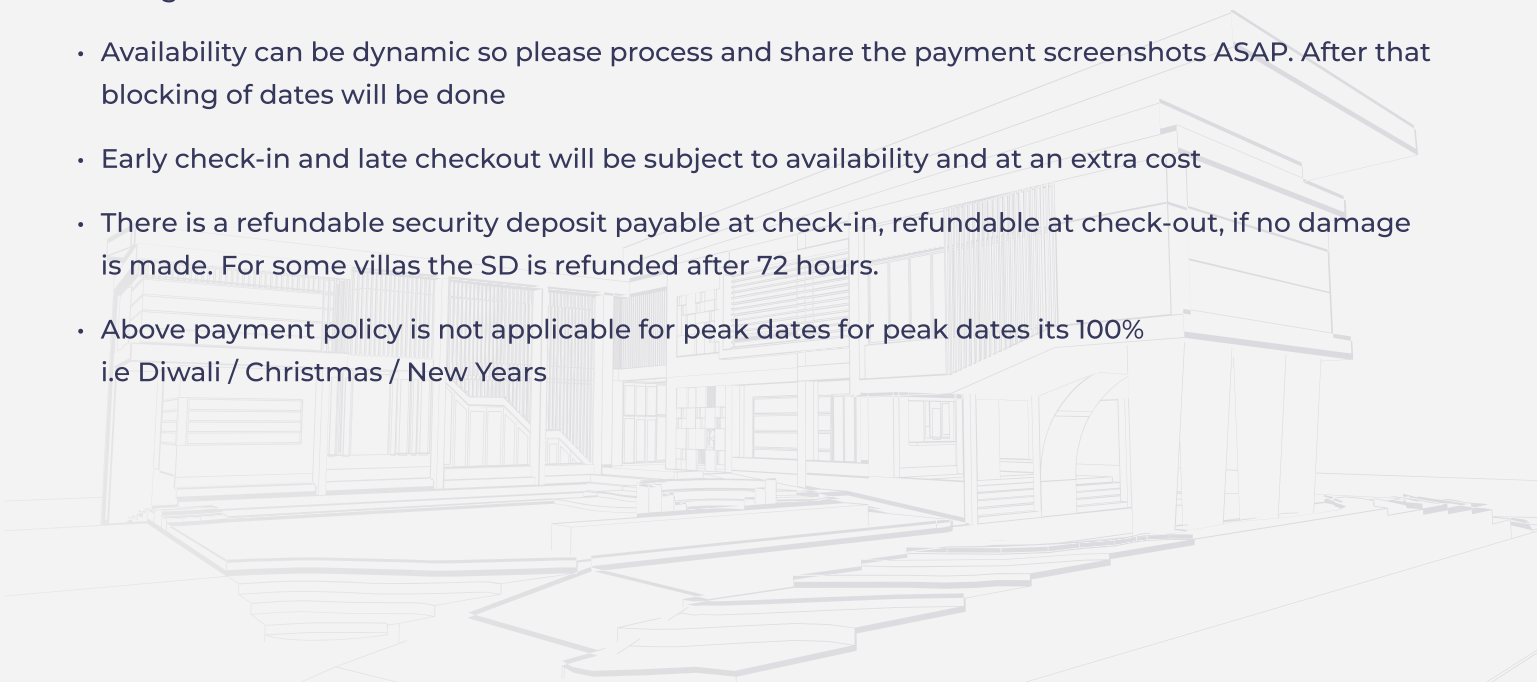 • Availability can be dynamic so please process and share the payment screenshots ASAP. After that
blocking of dates will be done
• Early check-in and late checkout will be subject to availability and at an extra cost
• There is a refundable security deposit payable at check-in, refundable at check-out, if no damage
is made. For some villas the SD is refunded after 72 hours.
• Above payment policy is not applicable for peak dates for peak dates its 100%
i.e Diwali / Christmas / New Years